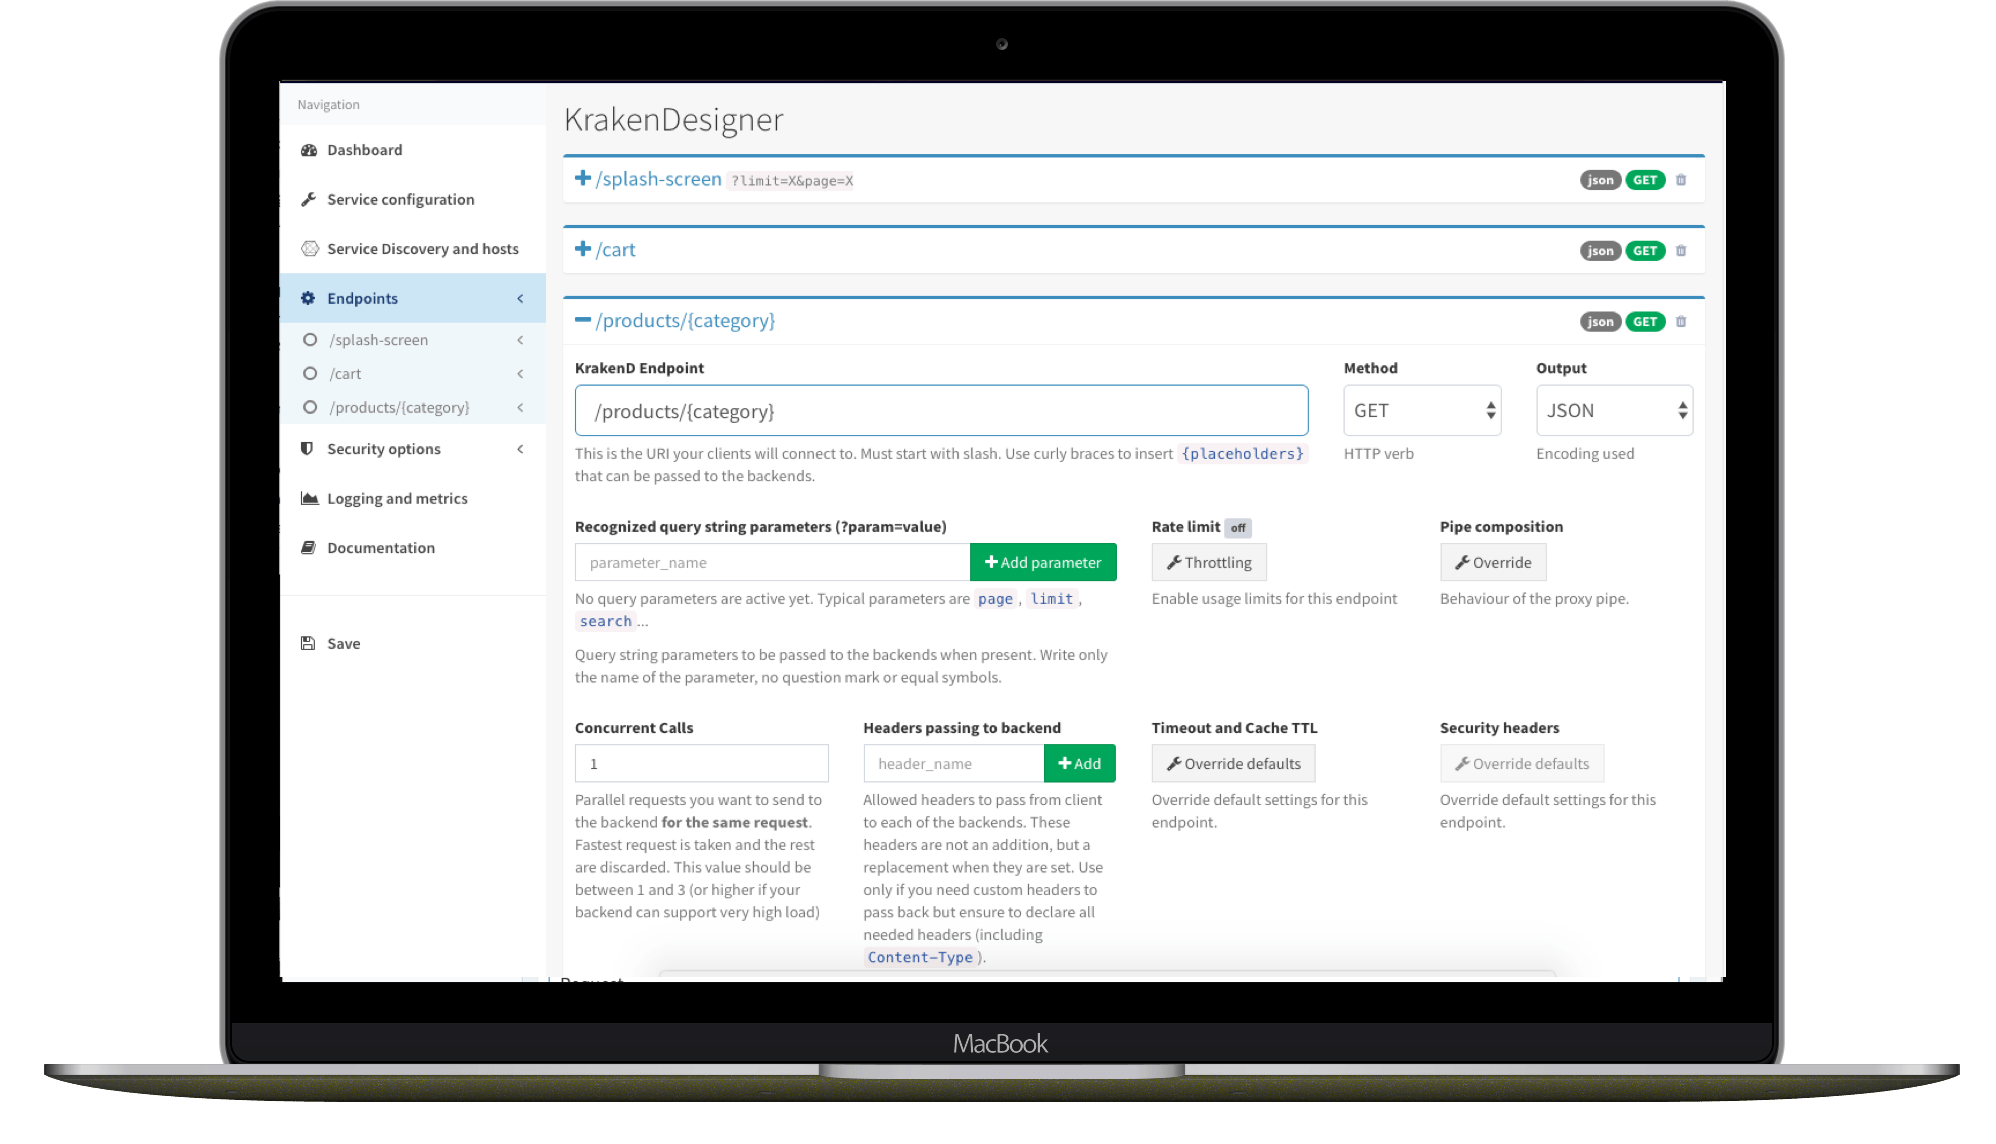 Navigation
Dashboard
Service configuration
Service Discovery and hosts
Endpoints
/splash-screen
/cart
/products/{category}
Security options
Logging and metrics
Documentation
Save
KrakenDesigner
/splash-screen ?limit=X&page=X json GET
/cart json GET
/products/{category} json GET
KrakenD Endpoint Method Output
/products/{category} GET JSON
This is the URI your clients will connect to. Must start with slash. Use curly braces to insert {placeholders} HTTP verb Encoding used
that can be passed to the backends.
Recognized query string parameters (?param=value) Rate limit off Pipe composition
parameter_name Add parameter Throttling Override
No query parameters are active yet. Typical parameters are page, limit, Enable usage limits for this endpoint Behaviour of the proxy pipe.
search...
Query string parameters to be passed to the backends when present. Write only
the name of the parameter, no question mark or equal symbols.
Concurrent Calls
1
Parallel requests you want to send to
the backend for the same request.
Fastest request is taken and the rest
are discarded. This value should be
between 1 and 3 (or higher if your
backend can support very high load)
Headers passing to backend
header_name Add
Allowed headers to pass from client
to each of the backends. These
headers are not an addition, but a
replacement when they are set. Use
only if you need custom headers to
pass back but ensure to declare all
needed headers (including
Content-Type).
Timeout and Cache TTL
Override defaults
Override default settings for this
endpoint.
Security headers
Override defaults
Override default settings for this
endpoint.
MacBook